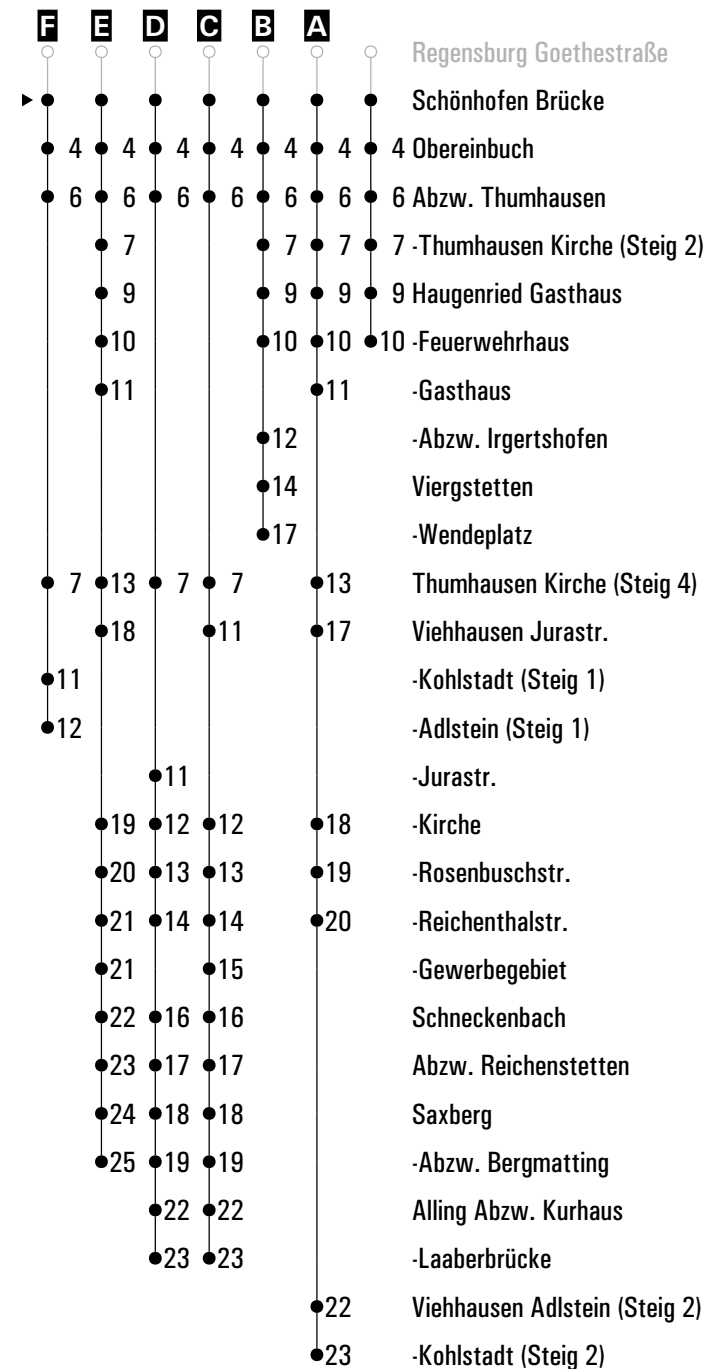 F E D C B A
Regensburg Goethestraße
Schönhofen Brücke
4 4 4 4 4 4 4 Obereinbuch
6 6 6 6 6 6 6 Abzw. Thumhausen
7 7 7 7 -Thumhausen Kirche (Steig 2)
9 9 9 9 Haugenried Gasthaus
10 10 10 10 -Feuerwehrhaus
11 11 -Gasthaus
12 -Abzw. Irgertshofen
14 Viergstetten
17 -Wendeplatz
7 13 7 7 13 Thumhausen Kirche (Steig 4)
18 11 17 Viehhausen Jurastr.
11 -Kohlstadt (Steig 1)
12 -Adlstein (Steig 1)
11 -Jurastr.
19 12 12 18 -Kirche
20 13 13 19 -Rosenbuschstr.
21 14 14 20 -Reichenthalstr.
21 15 -Gewerbegebiet
22 16 16 Schneckenbach
23 17 17 Abzw. Reichenstetten
24 18 18 Saxberg
25 19 19 -Abzw. Bergmatting
22 22 Alling Abzw. Kurhaus
23 23 -Laaberbrücke
22 Viehhausen Adlstein (Steig 2)
23 -Kohlstadt (Steig 2)